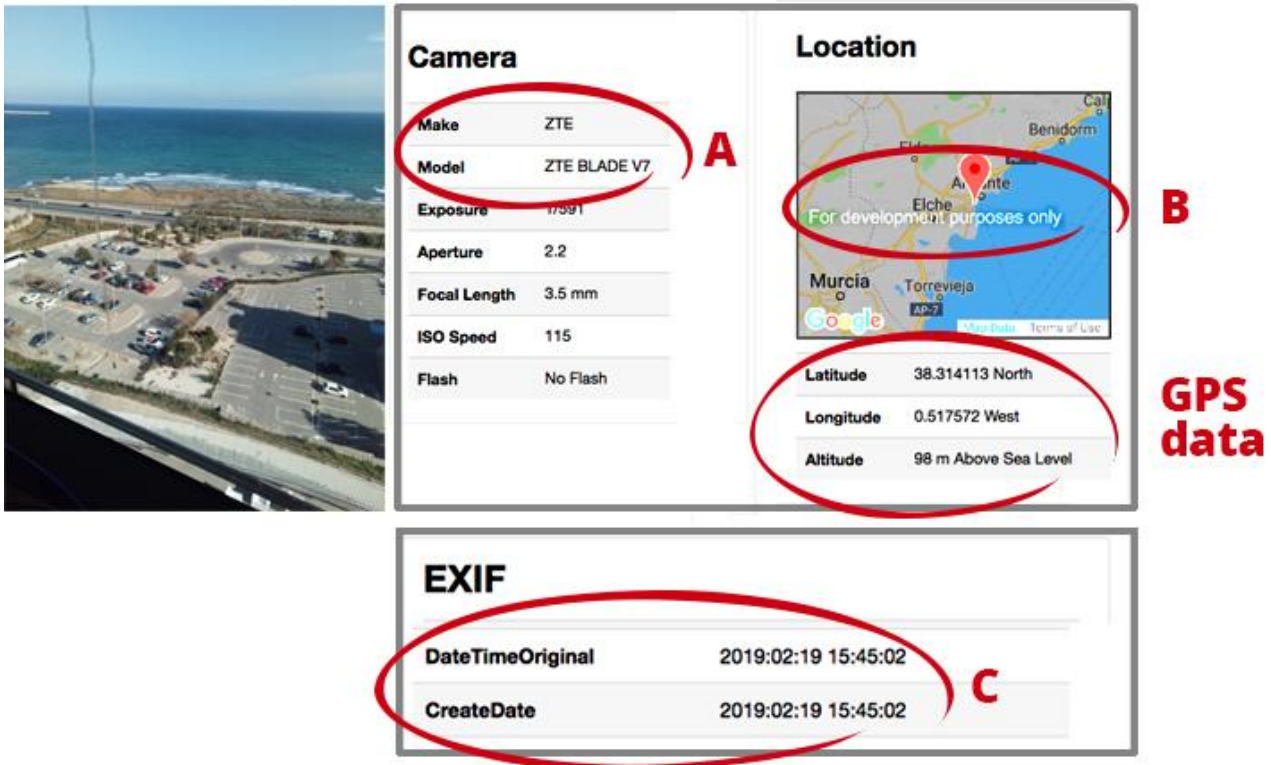 Camera
Make ZTE
Model ZTE BLADE V7
Exposure 1/591
Aperture 2.2
Focal Length 3.5 mm
ISO Speed 115
Flash No Flash
A
Location
Benidorm
Elche
For development purposes only
Murcia
Torrevieja
AP-7
Google
Map Data Terms of Use
B
Latitude 38.314113 North
Longitude 0.517572 West
Altitude 98 m Above Sea Level
GPS
data
EXIF
DateTimeOriginal 2019:02:19 15:45:02
CreateDate 2019:02:19 15:45:02
C